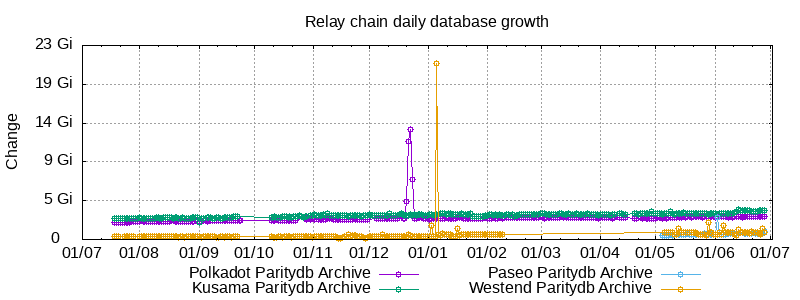 Relay chain daily database growth
23 Gi
19 Gi
14 Gi
9 Gi
5 Gi
0
Change
01/07 01/08 01/09 01/10 01/11 01/12 01/01 01/02 01/03 01/04 01/05 01/06 01/07
Polkadot Paritydb Archive Paseo Paritydb Archive
Kusama Paritydb Archive Westend Paritydb Archive